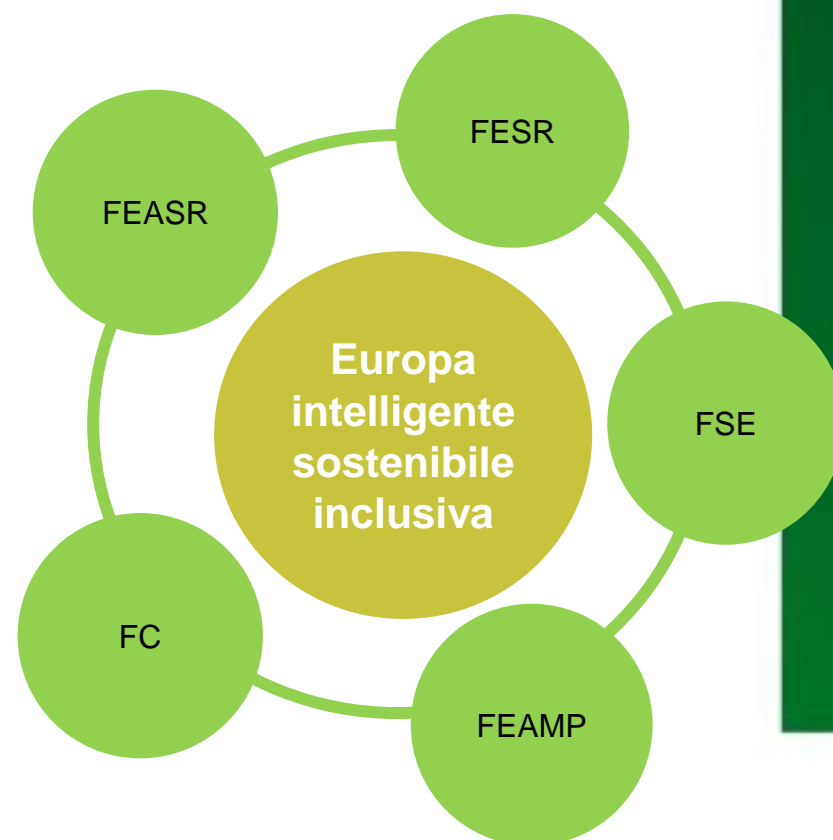 FESR
FEASR
Europa
intelligente
sostenibile
inclusiva
FSE
FC
FEAMP